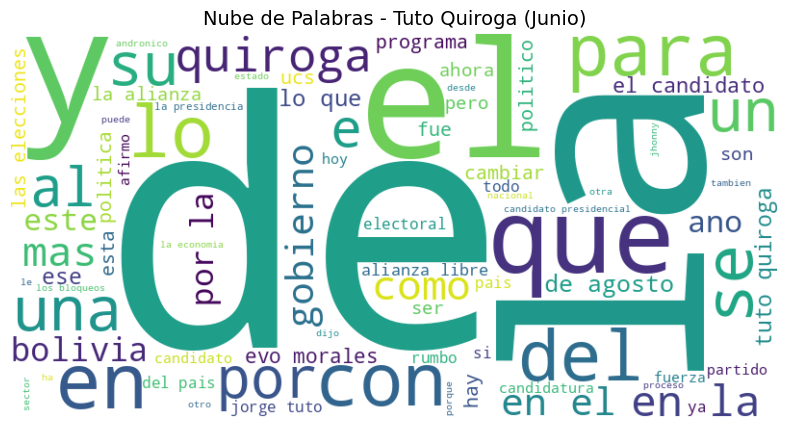 Nube de Palabras - Tuto Quiroga (Junio)
y
su
andronico
quiroga
estado
ucs
programa
ahora
politico
para
el candidato
la alianza
la presidencia
lo que
e
el
pero
desde
fue
un
las elecciones
puede
lo
afirmo
hoy
cambiar
la
jhonny
son
al
politica
este
por la
gobierno
todo
otra
tambien
nacional
candidato presidencial
electoral
que
ano
mas
esta
la economia
de
alianza libre
como
pais
de agosto
se
tuto quiroga
ese
le
los bloqueos
una
ser
dijo
del
bolivia
candidato
evo morales
rumbo
si
hay
fuerza
partido
sector
ha
en
del pais
por
con
candidatura
proceso
otro
jorge tuto
porque
en el
en
ya
la